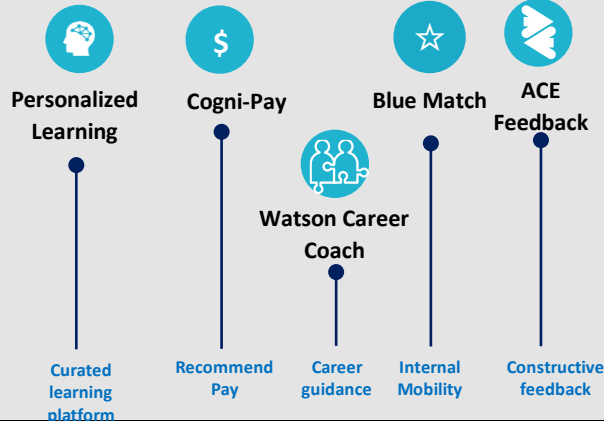 $
Personalized
Learning
Cogni-Pay
Blue Match
ACE
Feedback
Watson Career
Coach
Curated
learning
platform
Recommend
Pay
Career
guidance
Internal
Mobility
Constructive
feedback